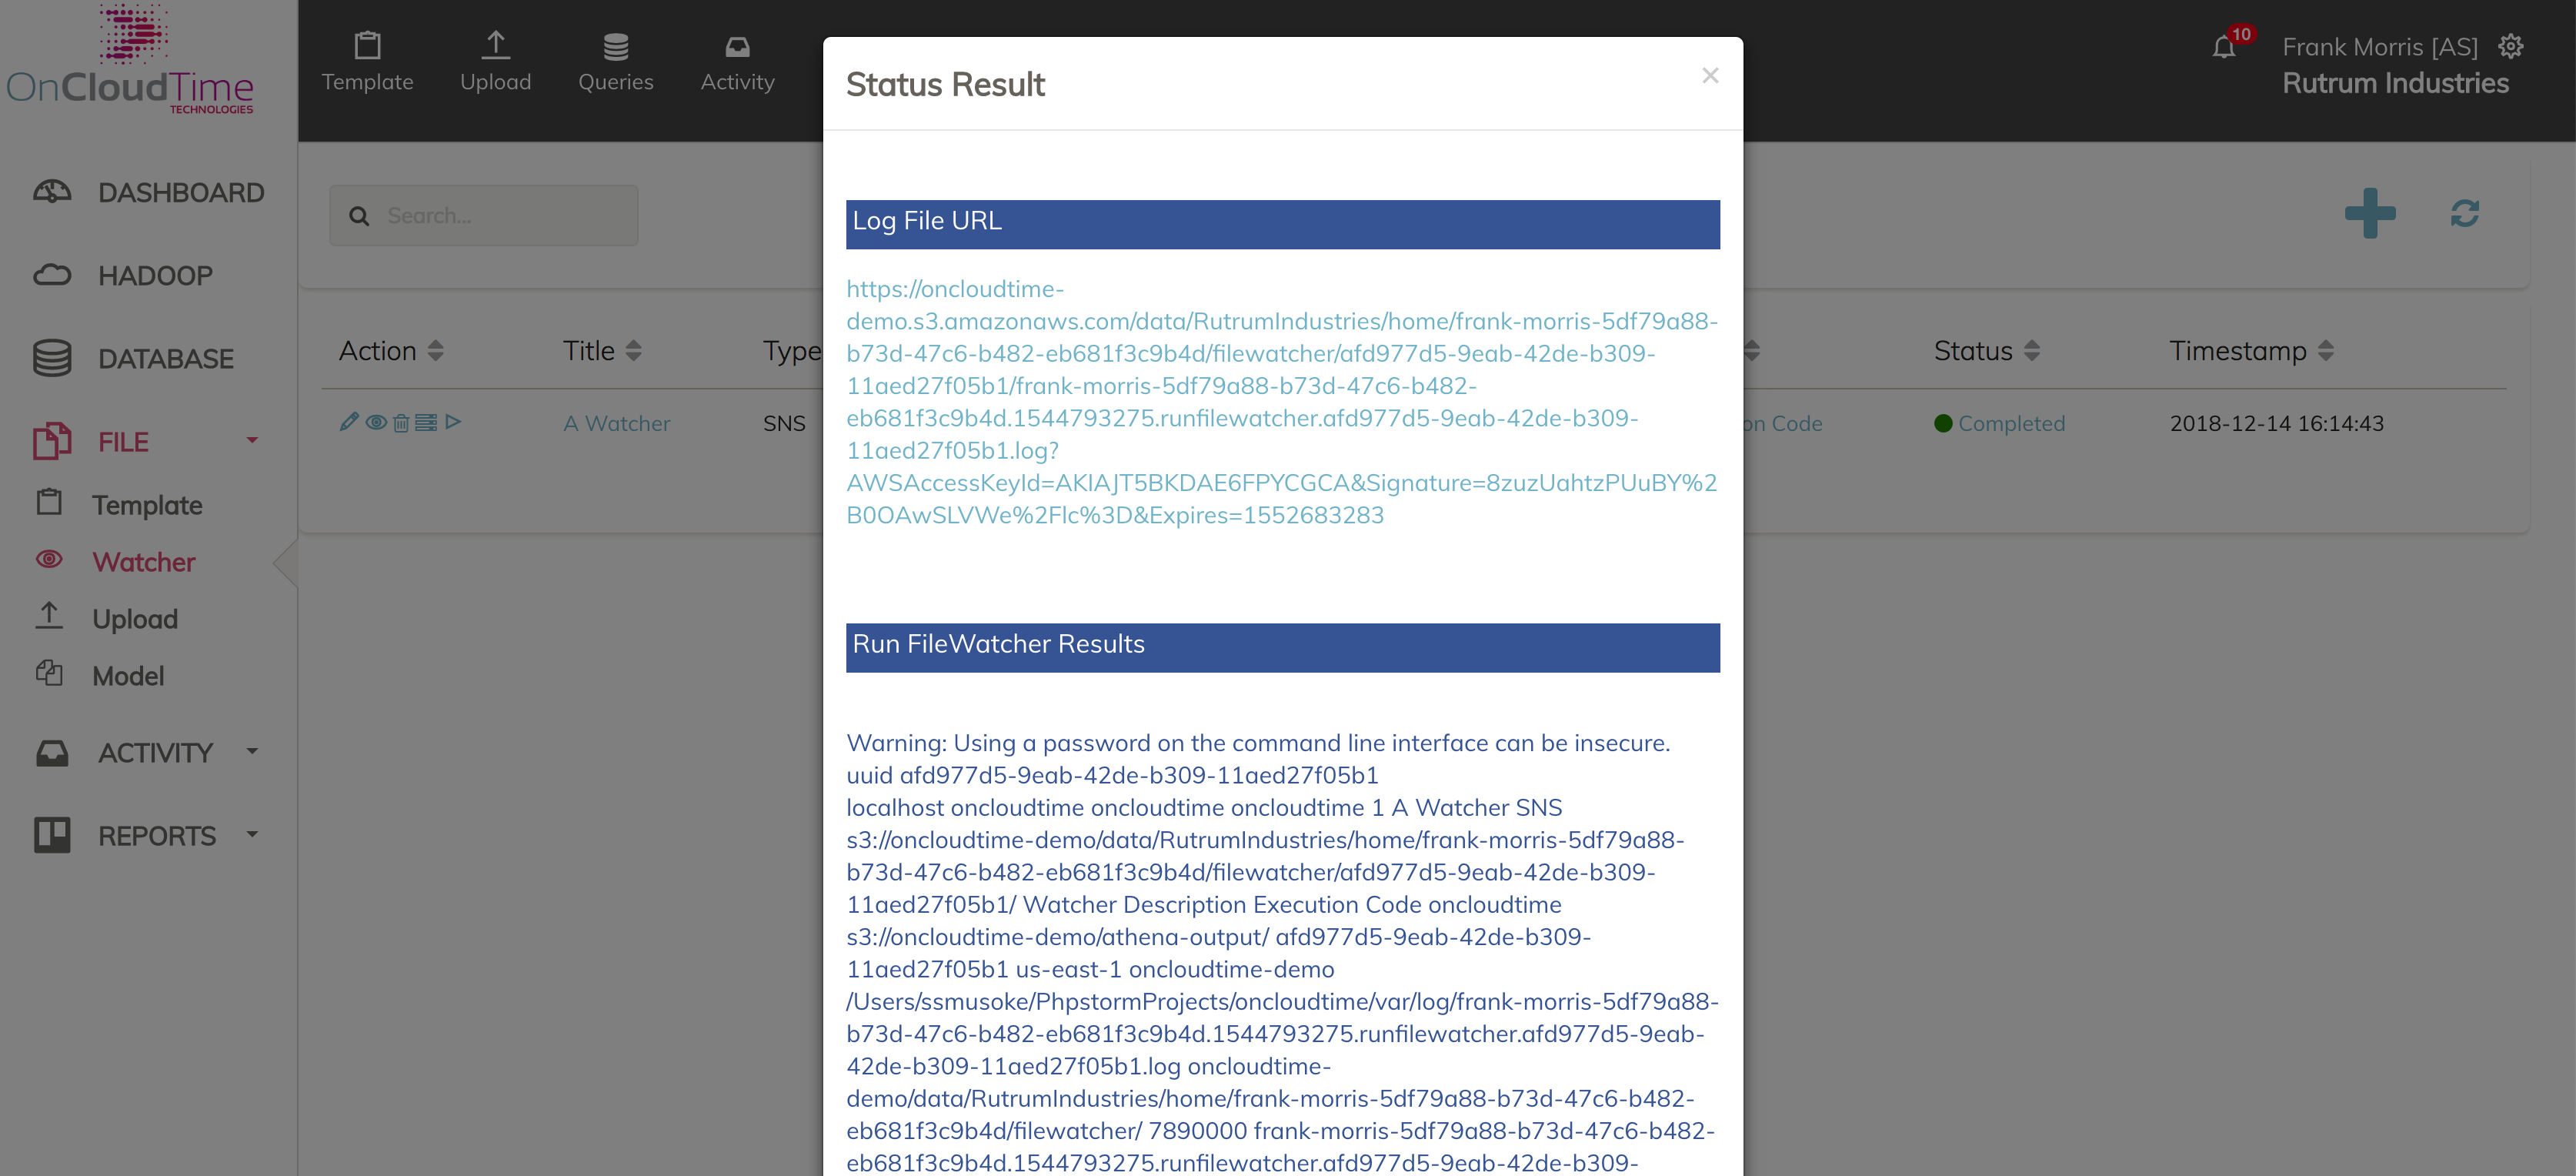 OnCloudTime
TECHNOLOGIES
Template
Upload
Queries
Activity
10
Frank Morris [AS]
Rutrum Industries
DASHBOARD
HADOOP
DATABASE
FILE
Template
Watcher
Upload
Model
ACTIVITY
REPORTS
Search...
Action
Title
Type
Status
Timestamp
A Watcher
SNS
on Code
Completed
2018-12-14 16:14:43
Status Result
×
Log File URL
https://oncloudtime-
demo.s3.amazonaws.com/data/RutrumIndustries/home/frank-morris-5df79a88-
b73d-47c6-b482-eb681f3c9b4d/filewatcher/afd977d5-9eab-42de-b309-
11aed27f05b1/frank-morris-5df79a88-b73d-47c6-b482-
eb681f3c9b4d.1544793275.runfilewatcher.afd977d5-9eab-42de-b309-
11aed27f05b1.log?
AWSAccessKeyId=AKIAJT5BKDAE6FPYCGCA&Signature=8zuzUahtzPUuBY%2
B0OAwSLVWe%2Flc%3D&Expires=1552683283
Run FileWatcher Results
Warning: Using a password on the command line interface can be insecure.
uuid afd977d5-9eab-42de-b309-11aed27f05b1
localhost oncloudtime oncloudtime oncloudtime 1 A Watcher SNS
s3://oncloudtime-demo/data/RutrumIndustries/home/frank-morris-5df79a88-
b73d-47c6-b482-eb681f3c9b4d/filewatcher/afd977d5-9eab-42de-b309-
11aed27f05b1/ Watcher Description Execution Code oncloudtime
s3://oncloudtime-demo/athena-output/ afd977d5-9eab-42de-b309-
11aed27f05b1 us-east-1 oncloudtime-demo
/Users/ssmusoke/PhpstormProjects/oncloudtime/var/log/frank-morris-5df79a88-
b73d-47c6-b482-eb681f3c9b4d.1544793275.runfilewatcher.afd977d5-9eab-
42de-b309-11aed27f05b1.log oncloudtime-
demo/data/RutrumIndustries/home/frank-morris-5df79a88-b73d-47c6-b482-
eb681f3c9b4d/filewatcher/ 7890000 frank-morris-5df79a88-b73d-47c6-b482-
eb681f3c9b4d.1544793275.runfilewatcher.afd977d5-9eab-42de-b309-